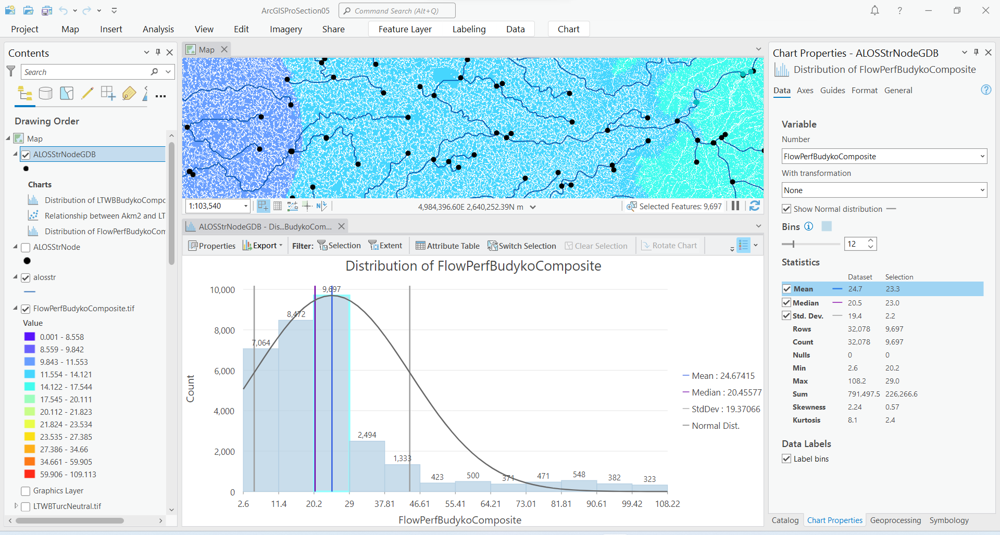 ArcGISProSection05
Command Search (Alt+Q)
?
Project Map Insert Analysis View Edit Imagery Share Feature Layer Labeling Data Chart
Contents
Search
Drawing Order
Map
ALOSStrNodeGDB
Charts
Distribution of LTWBBudykoCompc
Relationship between Akm2 and LT
Distribution of FlowPerfBudykoCom
ALOSStrNode
alosstr
FlowPerfBudykoComposite.tif
Value
0.001 - 8.558
8.559 - 9.842
9.843 - 11.553
11.554 - 14.121
14.122 - 17.544
17.545 - 20.111
20.112 - 21.823
21.824 - 23.534
23.535 - 27.385
27.386 - 34.66
34.661 - 59.905
59.906 - 109.113
Graphics Layer
LTWBTurcNeutral.tif
Map
1:103,540
N
4,984,396.60E 2,640,252.39N m
Selected Features: 9,697
ALOSStrNodeGDB - Dis...BudykoCom...
Properties Export Filter: Selection Extent Attribute Table Switch Selection Clear Selection Rotate Chart
Distribution of FlowPerfBudykoComposite
Count
10,000
8,000
6,000
4,000
2,000
0
7,064
8,472
9,697
2,494
1,333
423
500
371
471
548
382
323
2.6 11.4 20.2 29 37.81 46.61 55.41 64.21 73.01 81.81 90.61 99.42 108.22
FlowPerfBudykoComposite
Mean : 24.67415
Median : 20.45577
StdDev : 19.37066
Normal Dist.
Chart Properties - ALOSStrNodeGDB
Distribution of FlowPerfBudykoComposite
Data Axes Guides Format General
?
Variable
Number
FlowPerfBudykoComposite
With transformation
None
Show Normal distribution
Bins
12
Statistics
Dataset Selection
Mean 24.7 23.3
Median 20.5 23.0
Std. Dev. 19.4 2.2
Rows 32,078 9,697
Count 32,078 9,697
Nulls 0 0
Min 2.6 20.2
Max 108.2 29.0
Sum 791,497.5 226,266.6
Skewness 2.24 0.57
Kurtosis 8.1 2.4
Data Labels
Label bins
Catalog Chart Properties Geoprocessing Symbology